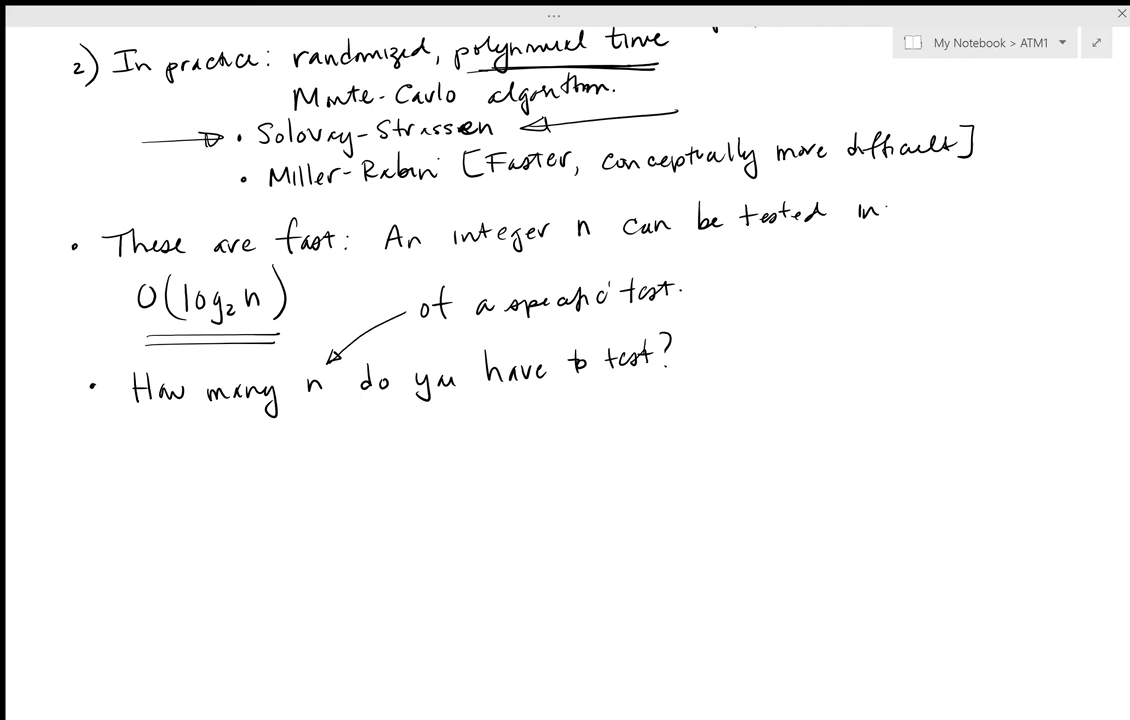 My Notebook > ATM1
2) In practice: randomized, polynomial time
Monte-Carlo algorithm.
• Solovay-Strassen
• Miller-Rabin [Faster, conceptually more difficult]
• These are fast: An integer n can be tested in
O(log₂ n)
of a specific test.
• How many n do you have to test?